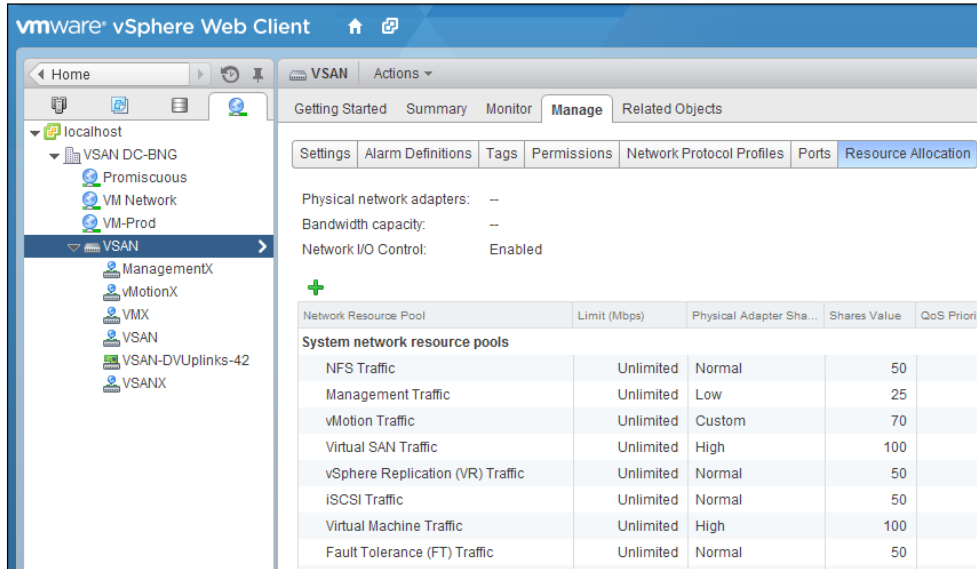 vmware® vSphere Web Client
Home
localhost
VSAN DC-BNG
Promiscuous
VM Network
VM-Prod
VSAN
ManagementX
vMotionX
VMX
VSAN
VSAN-DVUplinks-42
VSANX
VSAN Actions
Getting Started Summary Monitor Manage Related Objects
Settings Alarm Definitions Tags Permissions Network Protocol Profiles Ports Resource Allocation
Physical network adapters: --
Bandwidth capacity: --
Network I/O Control: Enabled
Network Resource Pool Limit (Mbps) Physical Adapter Sha... Shares Value QoS Priori
System network resource pools
NFS Traffic Unlimited Normal 50
Management Traffic Unlimited Low 25
vMotion Traffic Unlimited Custom 70
Virtual SAN Traffic Unlimited High 100
vSphere Replication (VR) Traffic Unlimited Normal 50
iSCSI Traffic Unlimited Normal 50
Virtual Machine Traffic Unlimited High 100
Fault Tolerance (FT) Traffic Unlimited Normal 50